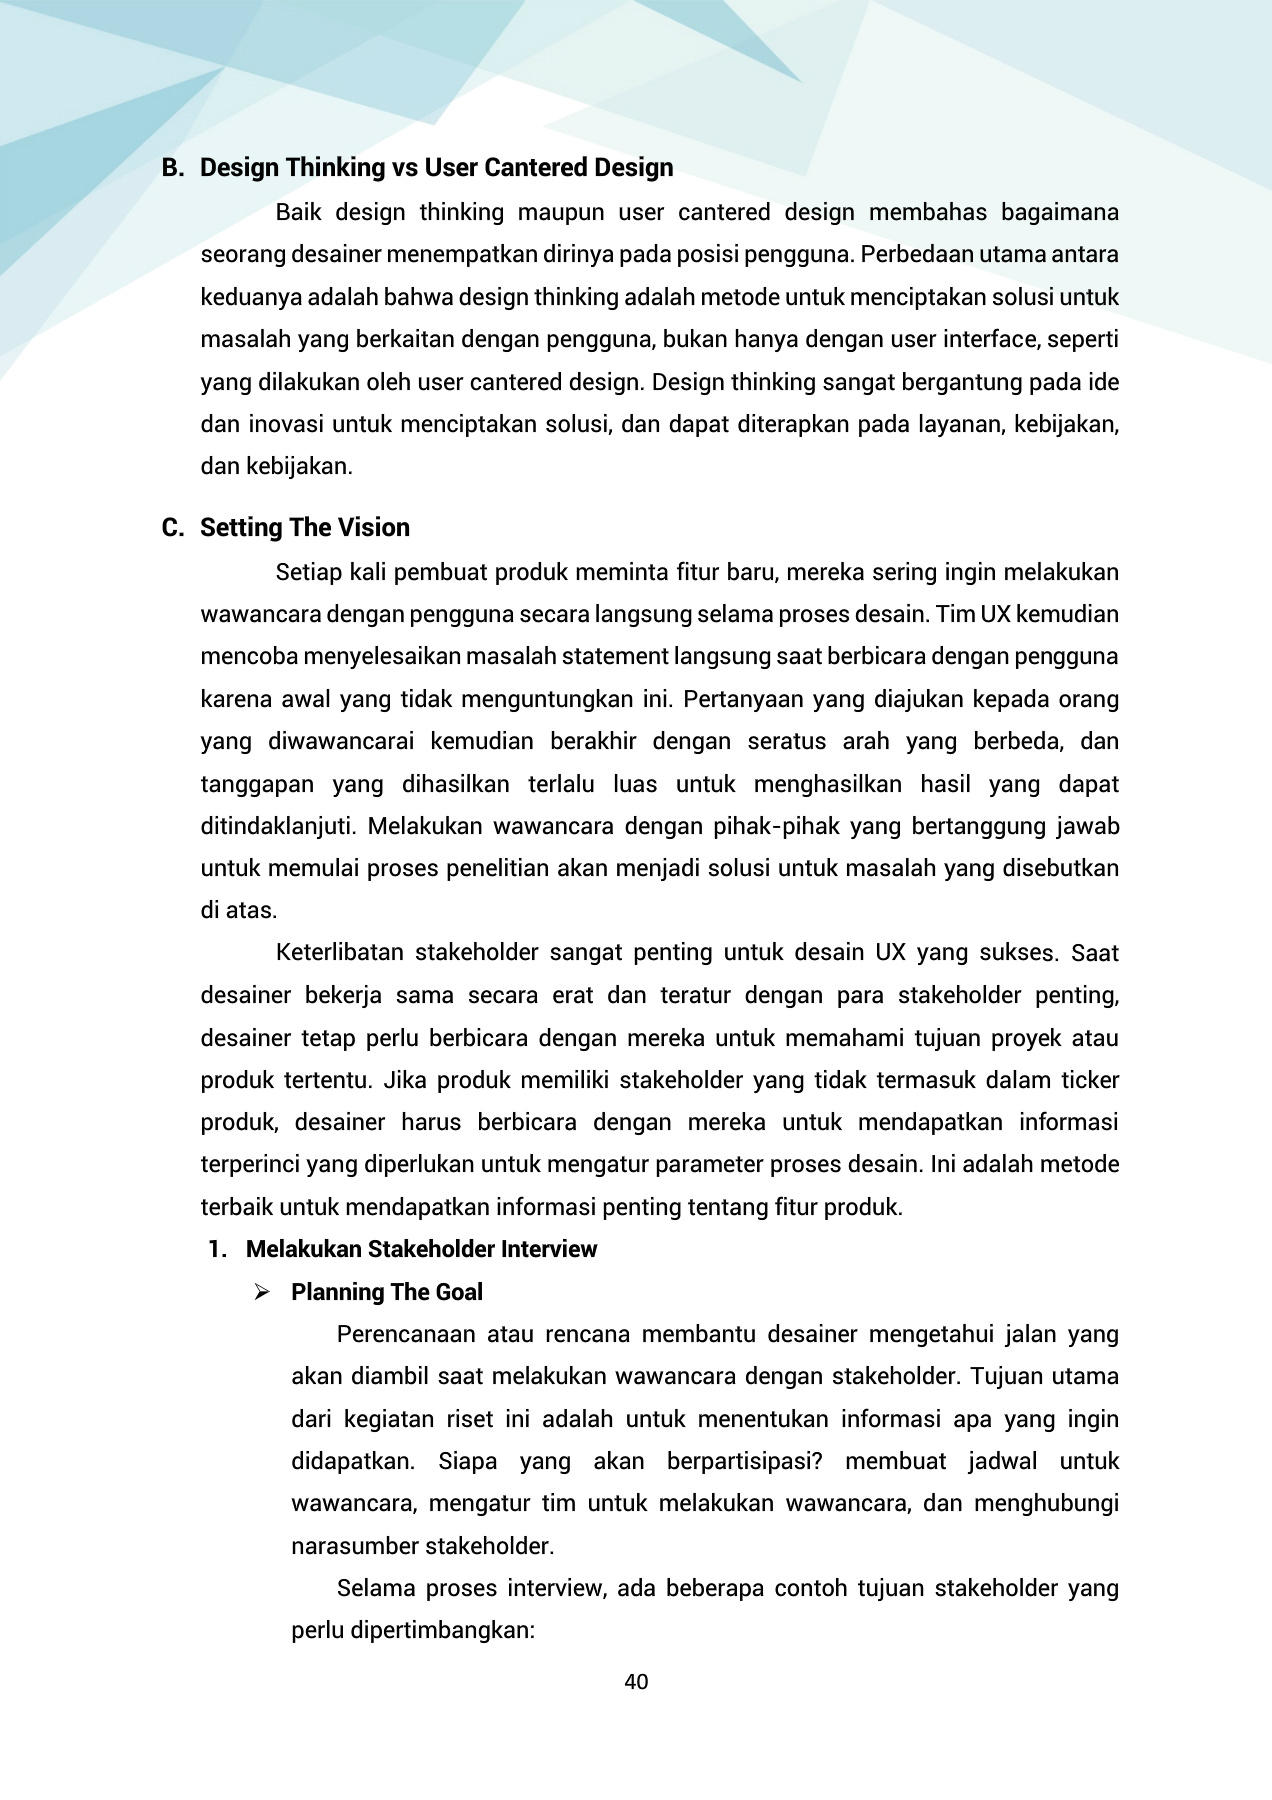 B. Design Thinking vs User Cantered Design
Baik design thinking maupun user cantered design membahas bagaimana
seorang desainer menempatkan dirinya pada posisi pengguna. Perbedaan utama antara
keduanya adalah bahwa design thinking adalah metode untuk menciptakan solusi untuk
masalah yang berkaitan dengan pengguna, bukan hanya dengan user interface, seperti
yang dilakukan oleh user cantered design. Design thinking sangat bergantung pada ide
dan inovasi untuk menciptakan solusi, dan dapat diterapkan pada layanan, kebijakan,
dan kebijakan.
C. Setting The Vision
Setiap kali pembuat produk meminta fitur baru, mereka sering ingin melakukan
wawancara dengan pengguna secara langsung selama proses desain. Tim UX kemudian
mencoba menyelesaikan masalah statement langsung saat berbicara dengan pengguna
karena awal yang tidak menguntungkan ini. Pertanyaan yang diajukan kepada orang
yang diwawancarai kemudian berakhir dengan seratus arah yang berbeda, dan
tanggapan yang dihasilkan terlalu luas untuk menghasilkan hasil yang dapat
ditindaklanjuti. Melakukan wawancara dengan pihak-pihak yang bertanggung jawab
untuk memulai proses penelitian akan menjadi solusi untuk masalah yang disebutkan
di atas.
Keterlibatan stakeholder sangat penting untuk desain UX yang sukses. Saat
desainer bekerja sama secara erat dan teratur dengan para stakeholder penting,
desainer tetap perlu berbicara dengan mereka untuk memahami tujuan proyek atau
produk tertentu. Jika produk memiliki stakeholder yang tidak termasuk dalam ticker
produk, desainer harus berbicara dengan mereka untuk mendapatkan informasi
terperinci yang diperlukan untuk mengatur parameter proses desain. Ini adalah metode
terbaik untuk mendapatkan informasi penting tentang fitur produk.
1. Melakukan Stakeholder Interview
➢ Planning The Goal
Perencanaan atau rencana membantu desainer mengetahui jalan yang
akan diambil saat melakukan wawancara dengan stakeholder. Tujuan utama
dari kegiatan riset ini adalah untuk menentukan informasi apa yang ingin
didapatkan. Siapa yang akan berpartisipasi? membuat jadwal untuk
wawancara, mengatur tim untuk melakukan wawancara, dan menghubungi
narasumber stakeholder.
Selama proses interview, ada beberapa contoh tujuan stakeholder yang
perlu dipertimbangkan:
40